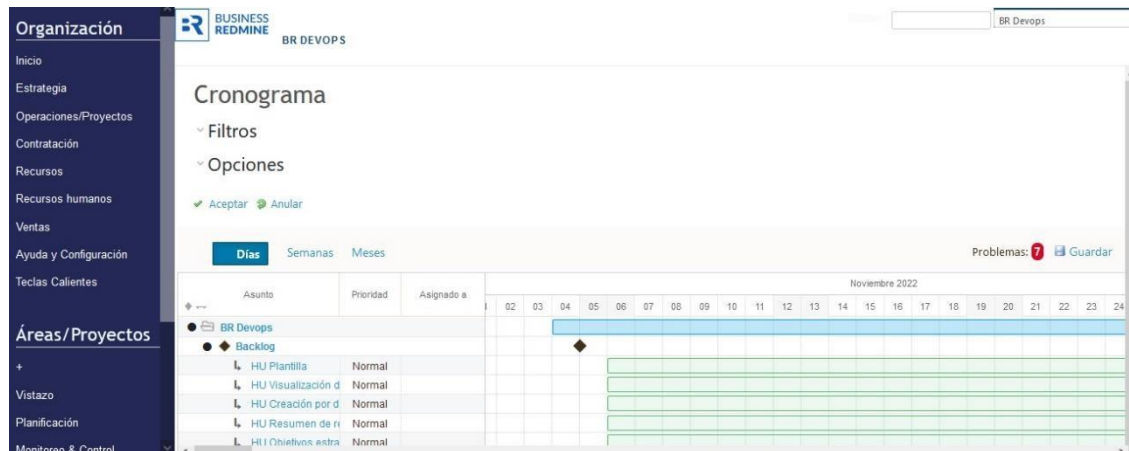 Organización
Inicio
Estrategia
Operaciones/Proyectos
Contratación
Recursos
Recursos humanos
Ventas
Ayuda y Configuración
Teclas Calientes
Áreas/Proyectos
+
Vistazo
Planificación
Monitoreo & Control
BUSINESS
REDMINE
BR DEVOPS
BR Devops
Cronograma
Filtros
Opciones
Aceptar Anular
Días Semanas Meses
Problemas: 7 Guardar
Asunto Prioridad Asignado a
Noviembre 2022
02 03 04 05 06 07 08 09 10 11 12 13 14 15 16 17 18 19 20 21 22 23 24
BR Devops
Backlog
HU Plantilla Normal
HU Visualización d Normal
HU Creación por d Normal
HU Resumen de re Normal
HU Objetivos estra Normal